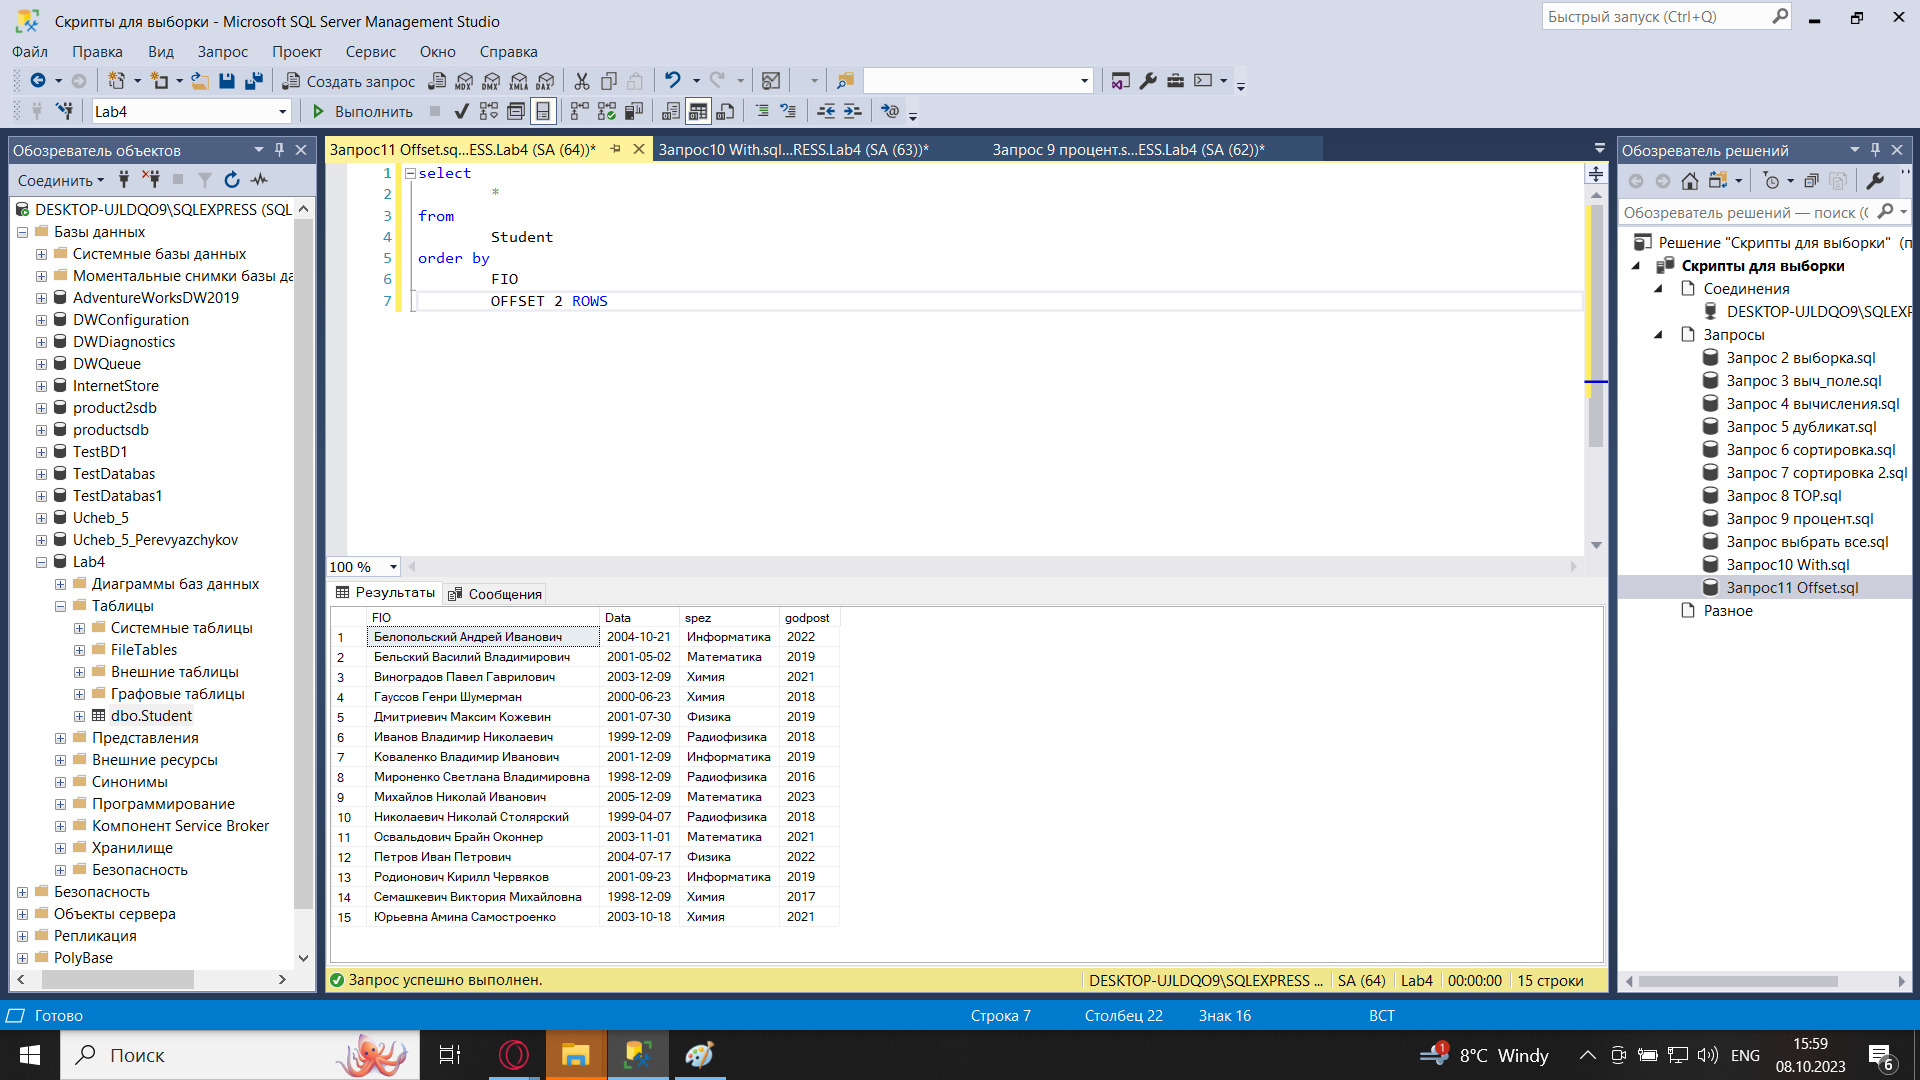 Скрипты для выборки - Microsoft SQL Server Management Studio
Быстрый запуск (Ctrl+Q)
Файл Правка Вид Запрос Проект Сервис Окно Справка
Создать запрос
MDX DMX XMLA DAX
Lab4
Выполнить
Обозреватель объектов
Соединить
DESKTOP-UJLDQO9\SQLEXPRESS (SQL
Базы данных
Системные базы данных
Моментальные снимки базы да
AdventureWorksDW2019
DWConfiguration
DWDiagnostics
DWQueue
InternetStore
product2sdb
productsdb
TestBD1
TestDatabas
TestDatabas1
Ucheb_5
Ucheb_5_Perevyazchykov
Lab4
Диаграммы баз данных
Таблицы
Системные таблицы
FileTables
Внешние таблицы
Графовые таблицы
dbo.Student
Представления
Внешние ресурсы
Синонимы
Программирование
Компонент Service Broker
Хранилище
Безопасность
Безопасность
Объекты сервера
Репликация
PolyBase
Запрос11 Offset.sq...ESS.Lab4 (SA (64))* Запрос10 With.sql...RESS.Lab4 (SA (63))* Запрос 9 процент.s...ESS.Lab4 (SA (62))*
1 select
2 *
3 from
4 Student
5 order by
6 FIO
7 OFFSET 2 ROWS
100 %
Результаты Сообщения
FIO Data spez godpost
1 Белопольский Андрей Иванович 2004-10-21 Информатика 2022
2 Бельский Василий Владимирович 2001-05-02 Математика 2019
3 Виноградов Павел Гаврилович 2003-12-09 Химия 2021
4 Гауссов Генри Шумерман 2000-06-23 Химия 2018
5 Дмитриевич Максим Кожевин 2001-07-30 Физика 2019
6 Иванов Владимир Николаевич 1999-12-09 Радиофизика 2018
7 Коваленко Владимир Иванович 2001-12-09 Информатика 2019
8 Мироненко Светлана Владимировна 1998-12-09 Радиофизика 2016
9 Михайлов Николай Иванович 2005-12-09 Математика 2023
10 Николаевич Николай Столярский 1999-04-07 Радиофизика 2018
11 Освальдович Брайн Оконнер 2003-11-01 Математика 2021
12 Петров Иван Петрович 2004-07-17 Физика 2022
13 Родионович Кирилл Червяков 2001-09-23 Информатика 2019
14 Семашкевич Виктория Михайловна 1998-12-09 Химия 2017
15 Юрьевна Амина Самостроенко 2003-10-18 Химия 2021
Запрос успешно выполнен. DESKTOP-UJLDQO9\SQLEXPRESS ... SA (64) Lab4 00:00:00 15 строки
Обозреватель решений
Обозреватель решений — поиск (
Решение "Скрипты для выборки" (п
Скрипты для выборки
Соединения
DESKTOP-UJLDQO9\SQLEXP
Запросы
Запрос 2 выборка.sql
Запрос 3 выч_поле.sql
Запрос 4 вычисления.sql
Запрос 5 дубликат.sql
Запрос 6 сортировка.sql
Запрос 7 сортировка 2.sql
Запрос 8 TOP.sql
Запрос 9 процент.sql
Запрос выбрать все.sql
Запрос10 With.sql
Запрос11 Offset.sql
Разное
Готово Строка 7 Столбец 22 Знак 16 ВСТ
Поиск
1 8°C Windy ENG 15:59
08.10.2023 6